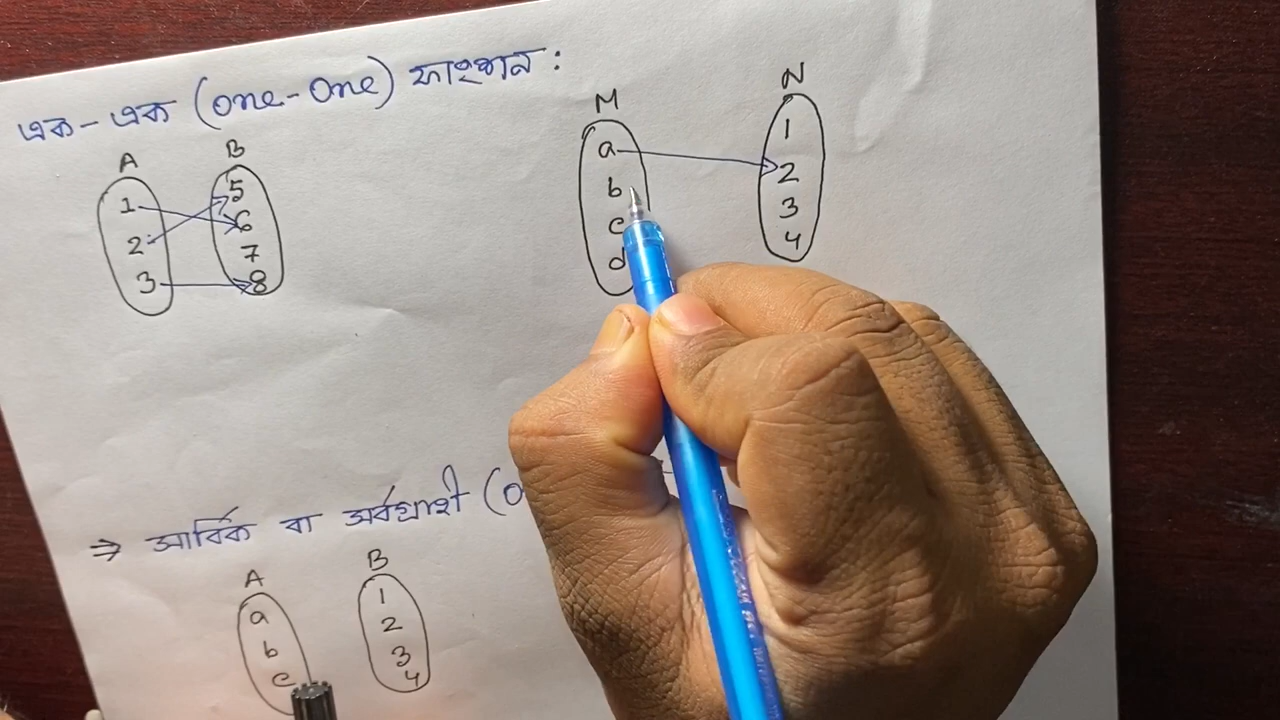 এক - এক (one-one) ফাংশন :
A B
1 5
2 6
3 7
8
M N
a 1
b 2
c 3
d 4
⇒ সার্বিক বা সর্বগ্রাসী (
A B
a 1
b 2
c 3
4